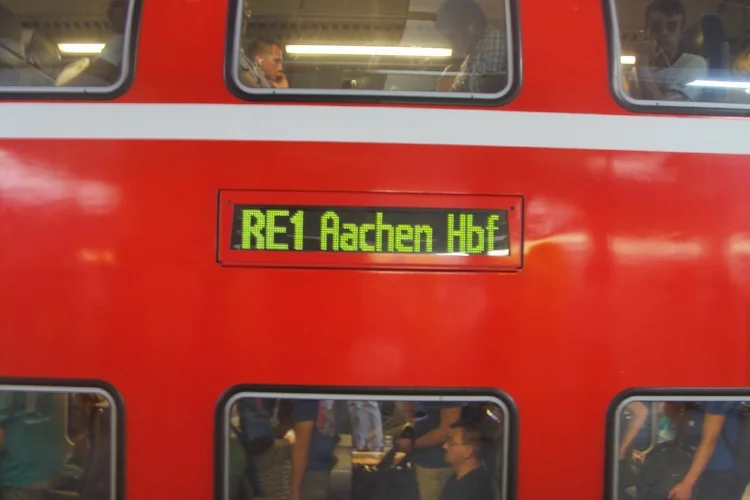 RE1 Aachen Hbf